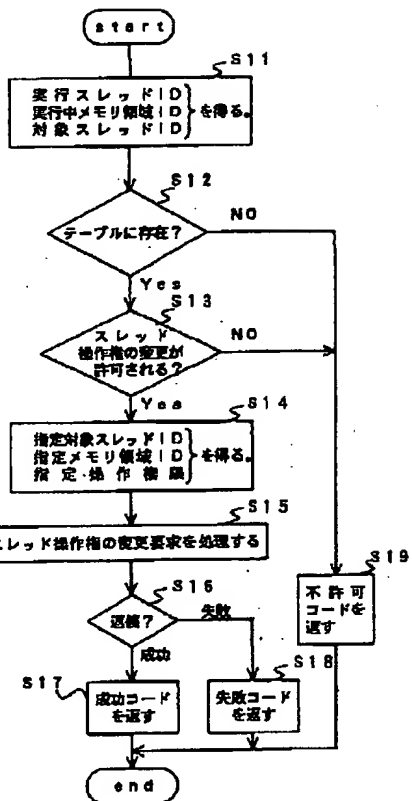 start
S11
実行スレッドID
実行中メモリ領域ID
対象スレッドID
を得る。
S12
テーブルに存在?
NO
Yes
S13
スレッド
操作権の変更が
許可される?
NO
Yes
S14
指定対象スレッドID
指定メモリ領域ID
指定・操作権限
を得る。
S15
スレッド操作権の変更要求を処理する
S16
返値?
失敗
成功
S17
成功コード
を返す
S18
失敗コード
を返す
S19
不許可
コードを
返す
end